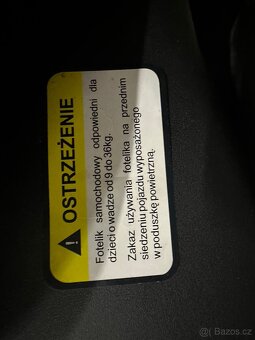 OSTRZEŻENIE
Fotelik samochodowy odpowiedni dla
dzieci o wadze od 9 do 36kg.
Zakaz używania fotelika na przednim
siedzeniu pojazdu wyposażonego
w poduszkę powietrzną.
Bazos.cz